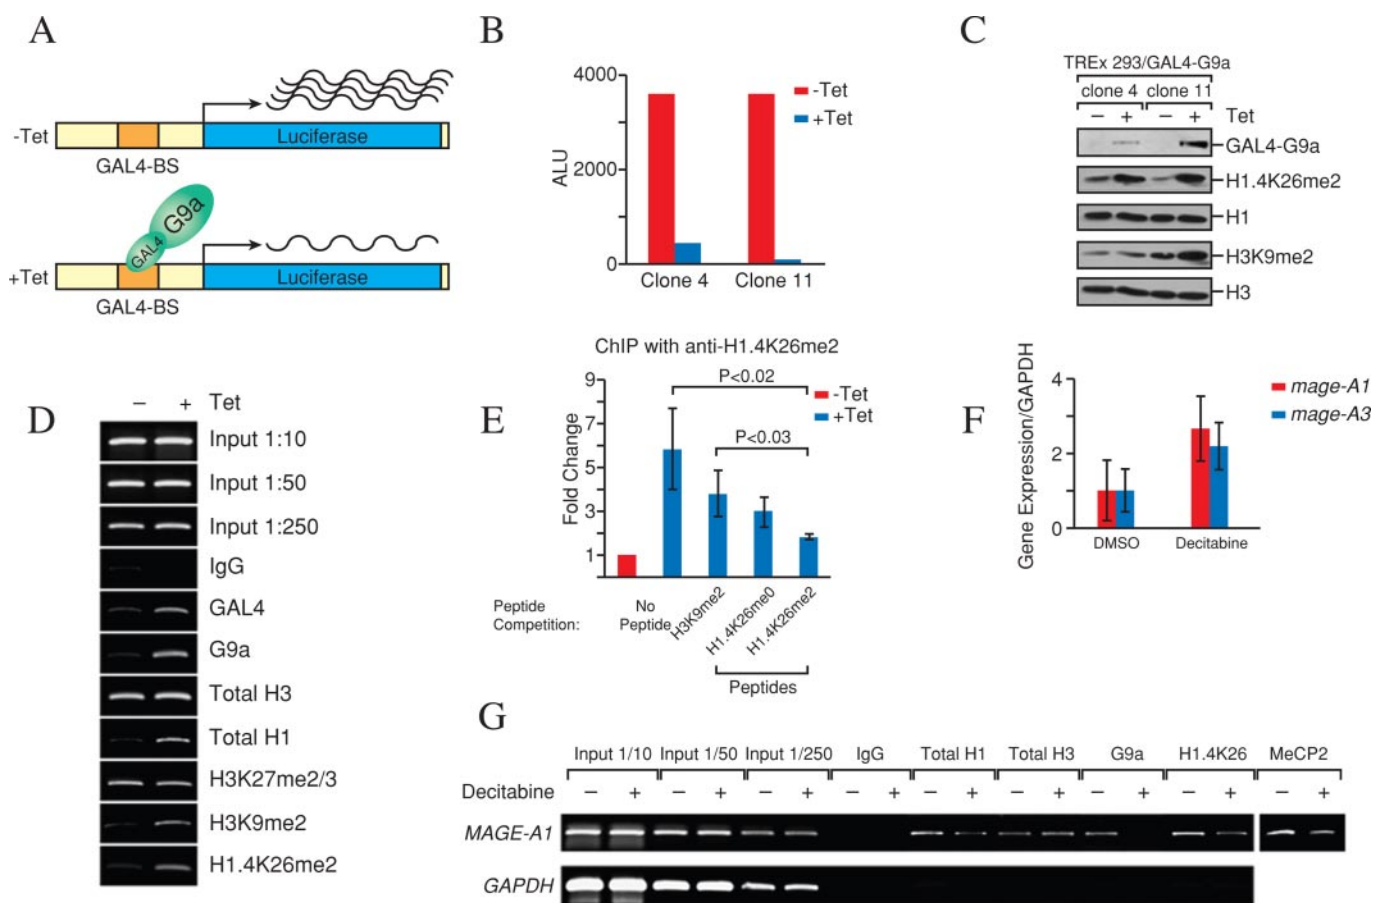 A
-Tet
Luciferase
GAL4-BS
GAL4
G9a
+Tet
Luciferase
GAL4-BS
B
4000
2000
0
ALU
-Tet
+Tet
Clone 4
Clone 11
C
TREx 293/GAL4-G9a
clone 4 clone 11
− + − + Tet
GAL4-G9a
H1.4K26me2
H1
H3K9me2
H3
D
− + Tet
Input 1:10
Input 1:50
Input 1:250
IgG
GAL4
G9a
Total H3
Total H1
H3K27me2/3
H3K9me2
H1.4K26me2
E
ChIP with anti-H1.4K26me2
9
7
5
3
1
Fold Change
P<0.02
P<0.03
-Tet
+Tet
Peptide Competition:
No Peptide
H3K9me2
H1.4K26me0
H1.4K26me2
Peptides
F
Gene Expression/GAPDH
4
2
0
mage-A1
mage-A3
DMSO
Decitabine
G
Input 1/10 Input 1/50 Input 1/250 IgG Total H1 Total H3 G9a H1.4K26 MeCP2
Decitabine − + − + − + − + − + − + − + − + − +
MAGE-A1
GAPDH